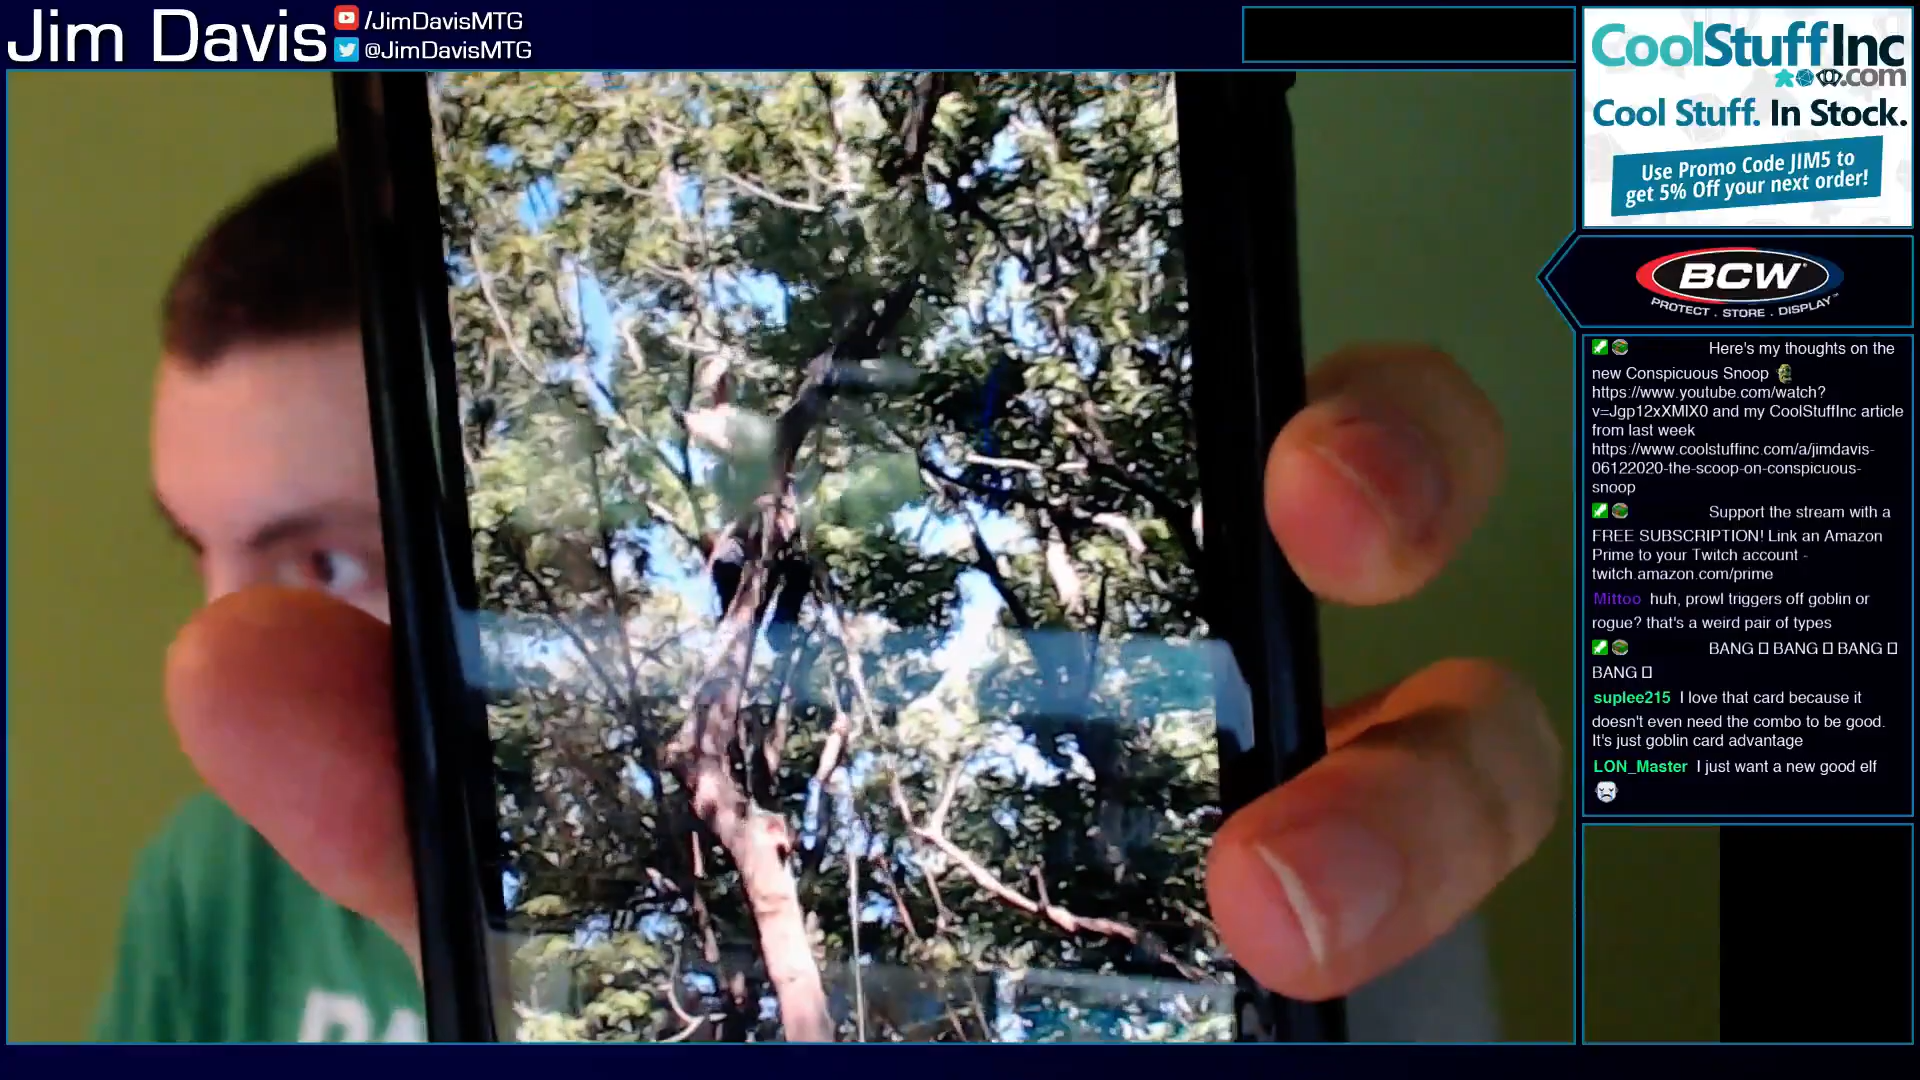 Jim Davis
/JimDavisMTG
@JimDavisMTG
CoolStuffInc
.com
Cool Stuff. In Stock.
Use Promo Code JIM5 to
get 5% Off your next order!
BCW
PROTECT . STORE . DISPLAY
Here's my thoughts on the
new Conspicuous Snoop
https://www.youtube.com/watch?
v=Jgp12xXMIX0 and my CoolStuffInc article
from last week
https://www.coolstuffinc.com/a/jimdavis-
06122020-the-scoop-on-conspicuous-
snoop
Support the stream with a
FREE SUBSCRIPTION! Link an Amazon
Prime to your Twitch account -
twitch.amazon.com/prime
Mittoo huh, prowl triggers off goblin or
rogue? that's a weird pair of types
BANG BANG BANG
BANG
suplee215 I love that card because it
doesn't even need the combo to be good.
It's just goblin card advantage
LON_Master I just want a new good elf